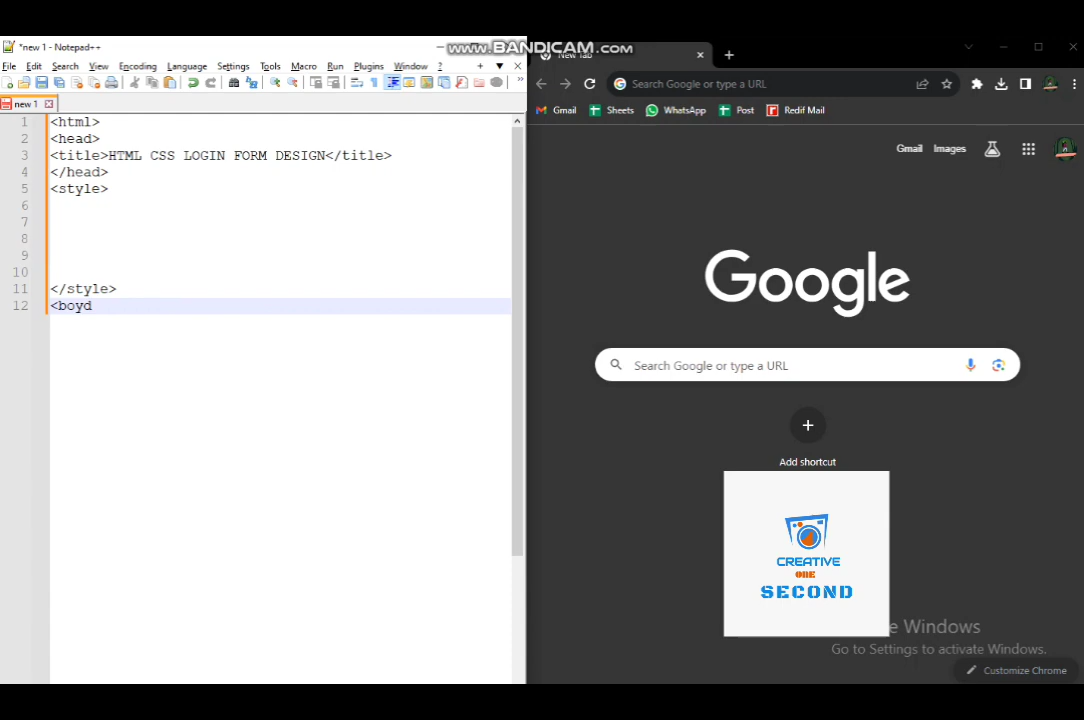 *new 1 - Notepad++
www.BANDICAM.com
File Edit Search View Encoding Language Settings Tools Macro Run Plugins Window ?
new 1
1 <html>
2 <head>
3 <title>HTML CSS LOGIN FORM DESIGN</title>
4 </head>
5 <style>
6
7
8
9
10
11 </style>
12 <boyd
New Tab
Search Google or type a URL
Gmail Sheets WhatsApp Post Redif Mail
Gmail Images
Google
Search Google or type a URL
Add shortcut
CREATIVE
ONE
SECOND
e Windows
Go to Settings to activate Windows.
Customize Chrome